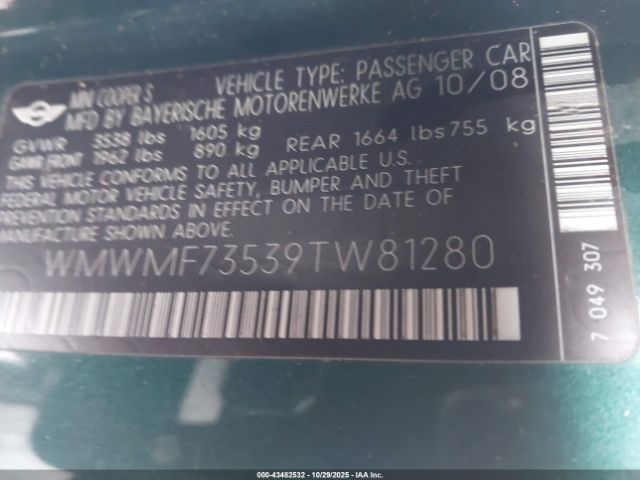 MINI COOPER S VEHICLE TYPE: PASSENGER CAR
MFD BY BAYERISCHE MOTORENWERKE AG 10/08
GVWR 3538 lbs 1605 kg
GAWR FRONT 1962 lbs 890 kg REAR 1664 lbs 755 kg
THIS VEHICLE CONFORMS TO ALL APPLICABLE U.S.
FEDERAL MOTOR VEHICLE SAFETY, BUMPER AND THEFT
PREVENTION STANDARDS IN EFFECT ON THE DATE OF
MANUFACTURE SHOWN ABOVE.
WMWMF73539TW81280
7 049 307
000-43482532 - 10/29/2025 - IAA Inc.